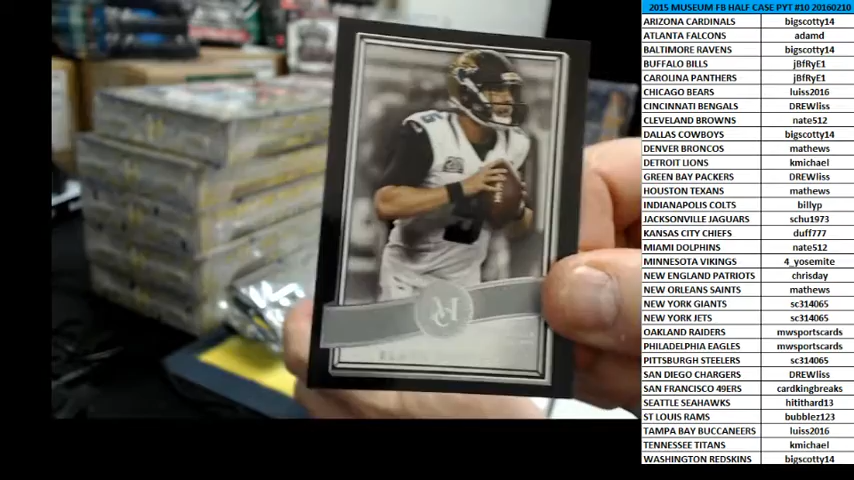 2015 MUSEUM FB HALF CASE PYT #10 20160210
ARIZONA CARDINALS bigscotty14
ATLANTA FALCONS adamd
BALTIMORE RAVENS bigscotty14
BUFFALO BILLS jBfRyE1
CAROLINA PANTHERS jBfRyE1
CHICAGO BEARS luiss2016
CINCINNATI BENGALS DREWliss
CLEVELAND BROWNS nate512
DALLAS COWBOYS bigscotty14
DENVER BRONCOS mathews
DETROIT LIONS kmichael
GREEN BAY PACKERS DREWliss
HOUSTON TEXANS mathews
INDIANAPOLIS COLTS billyp
JACKSONVILLE JAGUARS schu1973
KANSAS CITY CHIEFS duff777
MIAMI DOLPHINS nate512
MINNESOTA VIKINGS 4_yosemite
NEW ENGLAND PATRIOTS chrisday
NEW ORLEANS SAINTS mathews
NEW YORK GIANTS sc314065
NEW YORK JETS sc314065
OAKLAND RAIDERS mwsportscards
PHILADELPHIA EAGLES mwsportscards
PITTSBURGH STEELERS sc314065
SAN DIEGO CHARGERS DREWliss
SAN FRANCISCO 49ERS cardkingbreaks
SEATTLE SEAHAWKS hitithard13
ST LOUIS RAMS bubblez123
TAMPA BAY BUCCANEERS luiss2016
TENNESSEE TITANS kmichael
WASHINGTON REDSKINS bigscotty14